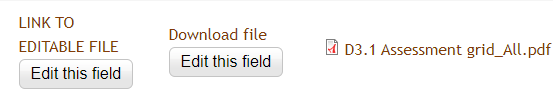 LINK TO
EDITABLE FILE
Edit this field
Download file
Edit this field
D3.1 Assessment grid_All.pdf